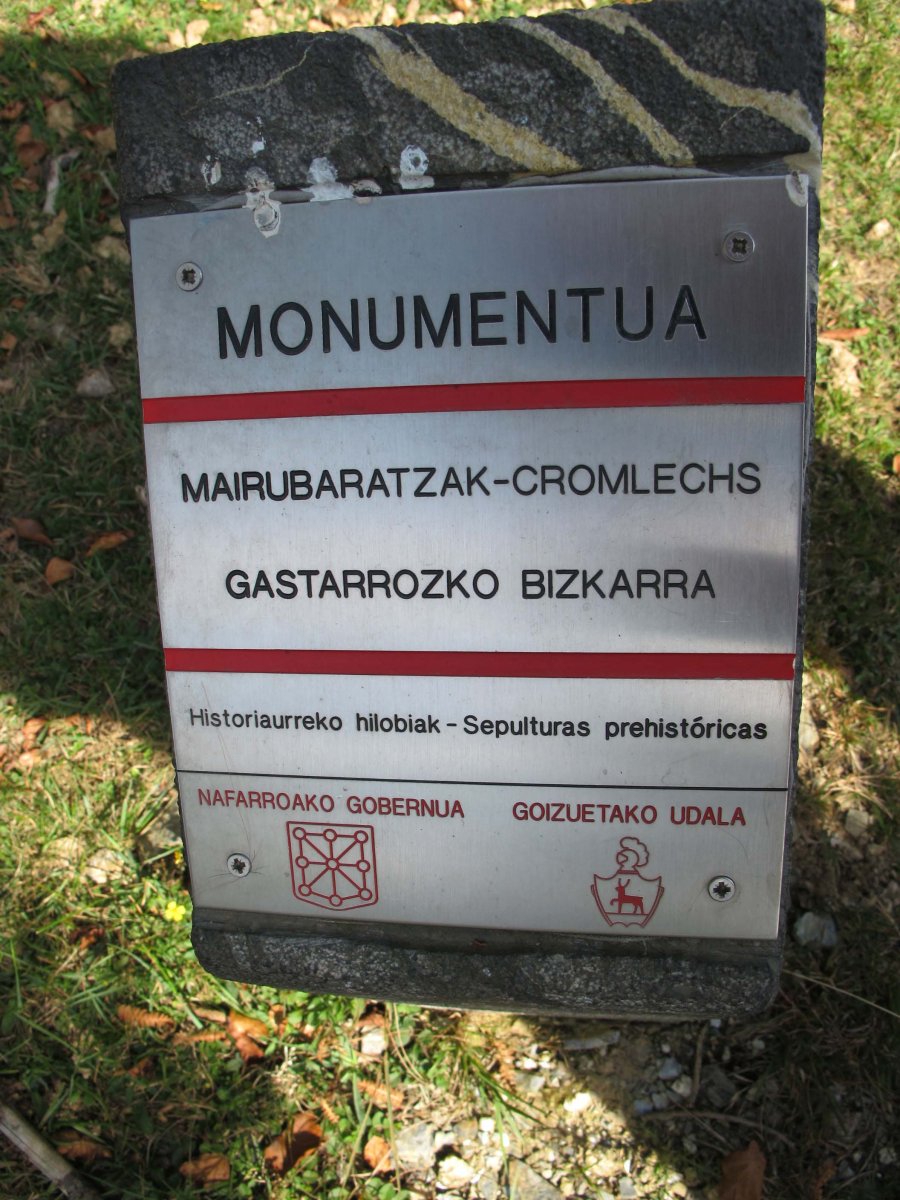 MONUMENTUA
MAIRUBARATZAK-CROMLECHS
GASTARROZKO BIZKARRA
Historiaurreko hilobiak - Sepulturas prehistóricas
NAFARROAKO GOBERNUA
GOIZUETAKO UDALA